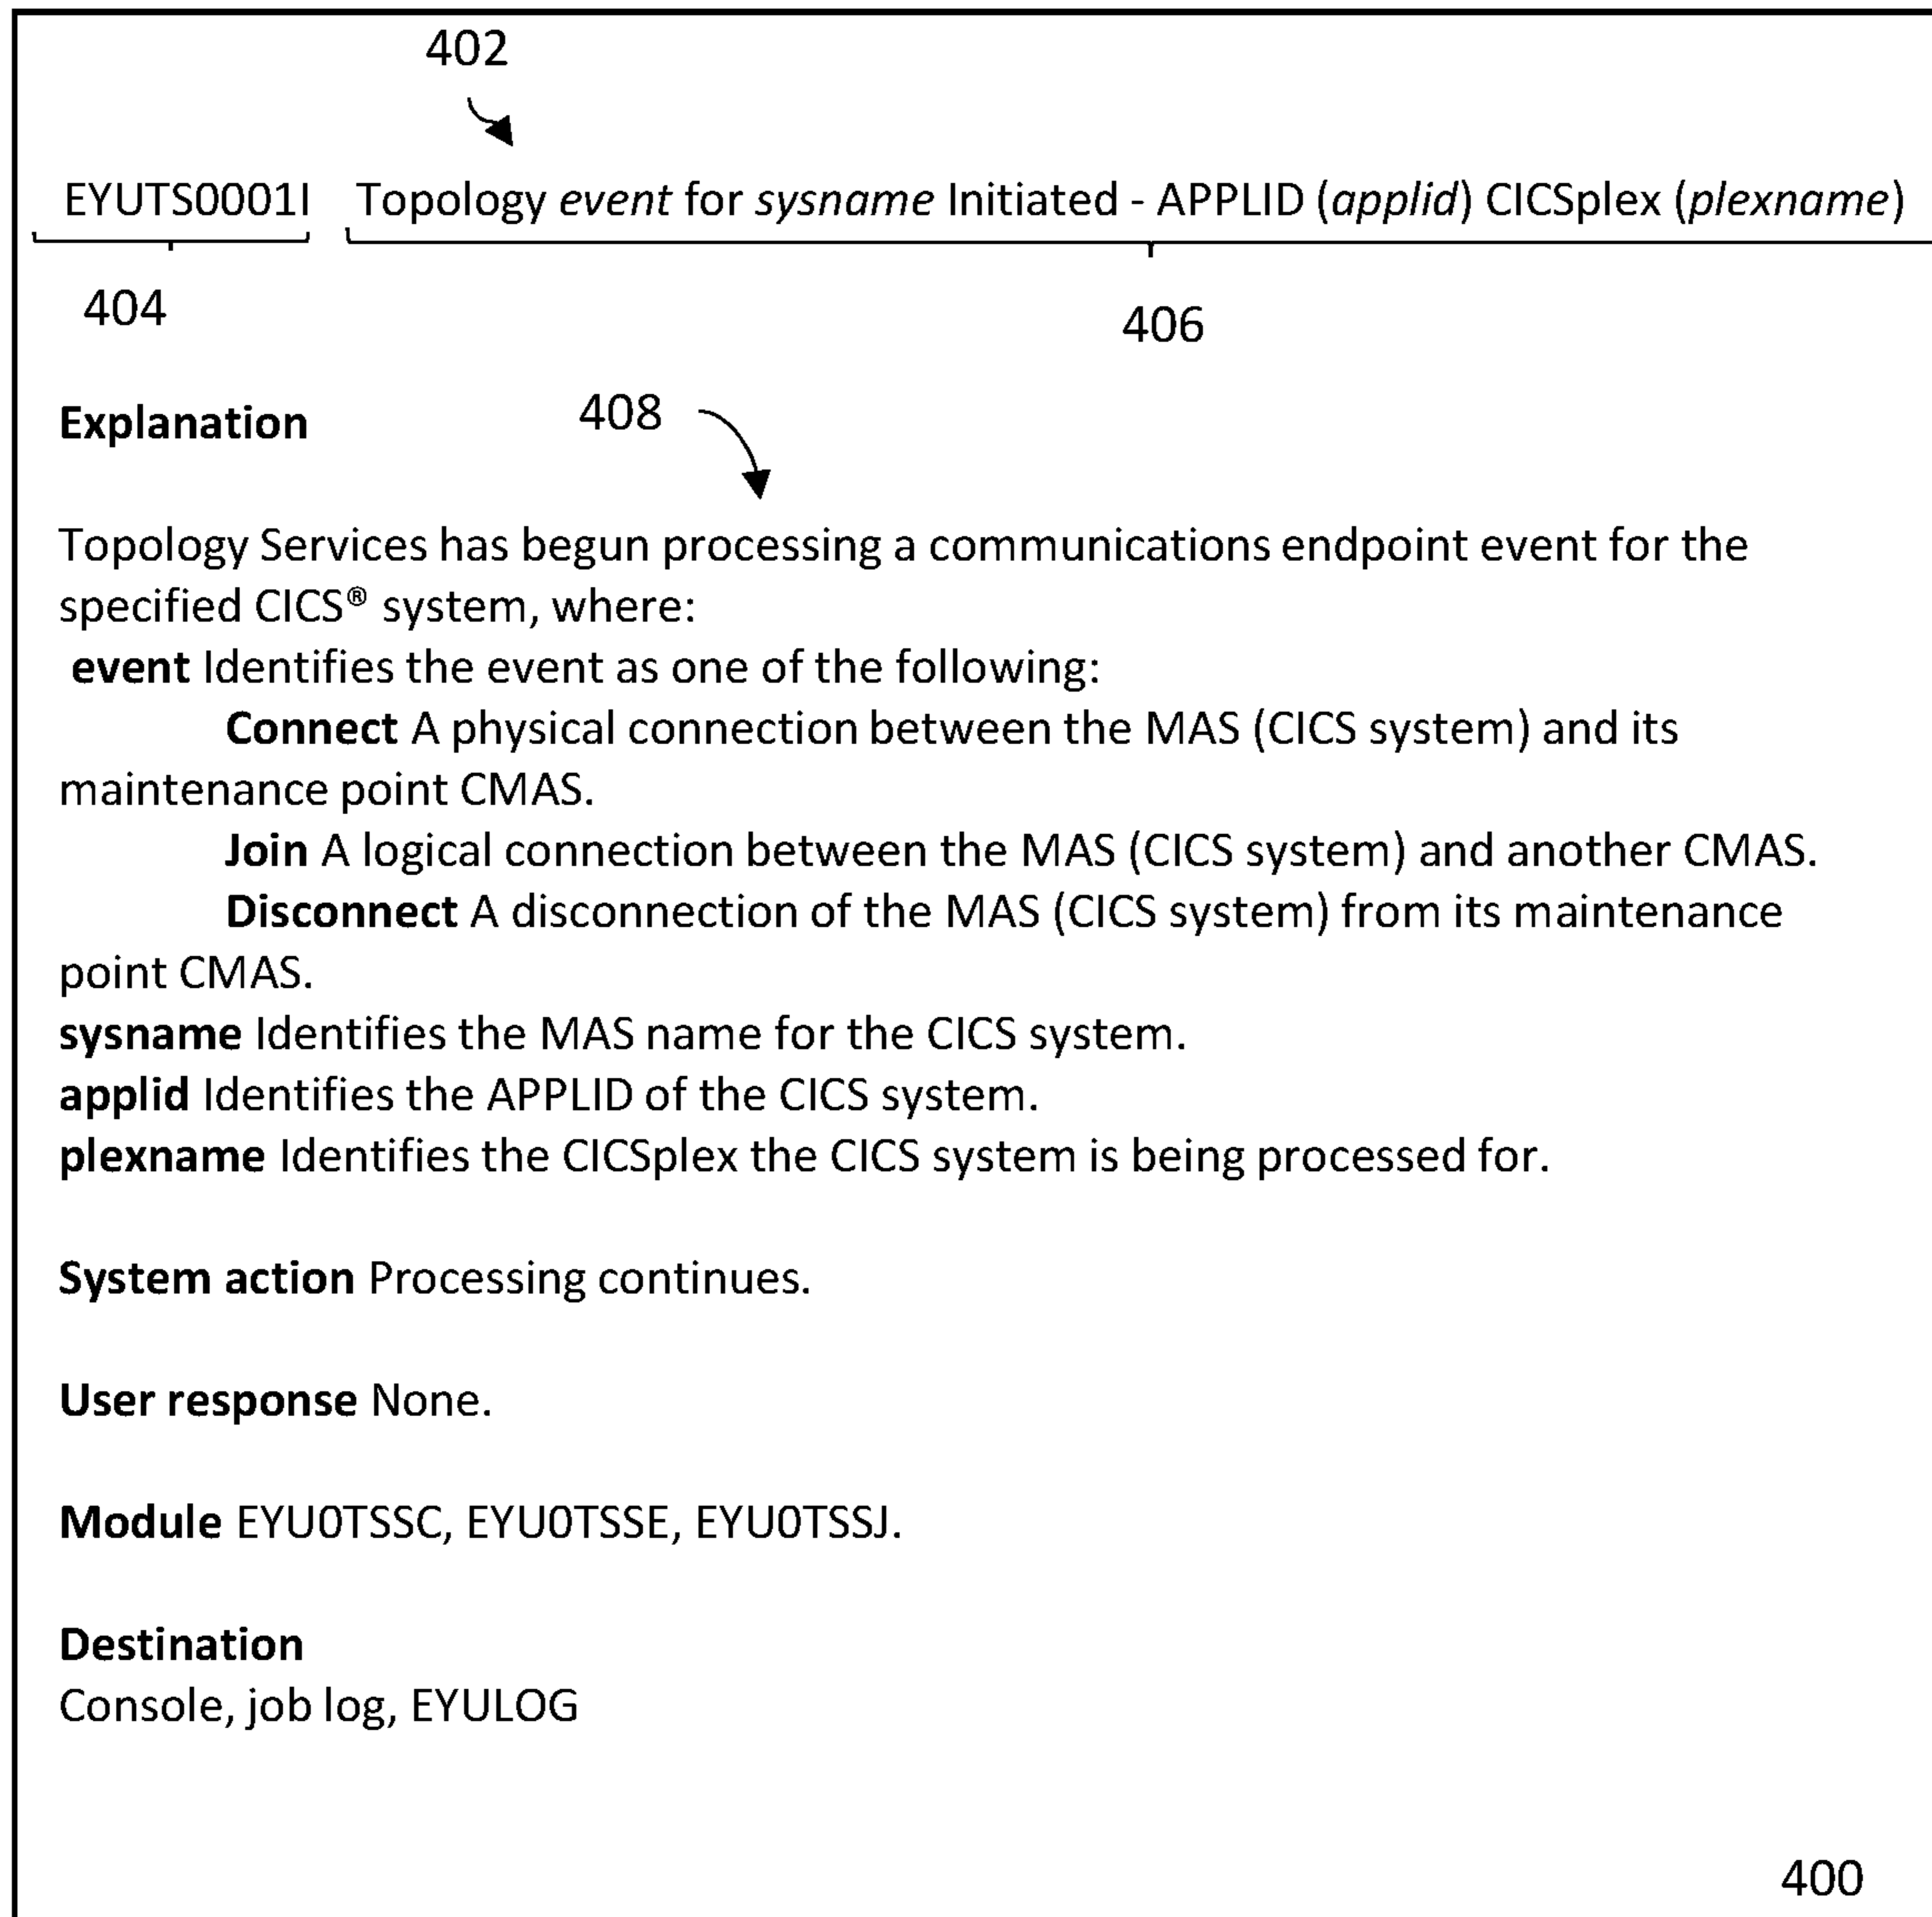 402
EYUTS0001I Topology event for sysname Initiated - APPLID (applid) CICSplex (plexname)
404
406
Explanation 408
Topology Services has begun processing a communications endpoint event for the
specified CICS® system, where:
event Identifies the event as one of the following:
Connect A physical connection between the MAS (CICS system) and its
maintenance point CMAS.
Join A logical connection between the MAS (CICS system) and another CMAS.
Disconnect A disconnection of the MAS (CICS system) from its maintenance
point CMAS.
sysname Identifies the MAS name for the CICS system.
applid Identifies the APPLID of the CICS system.
plexname Identifies the CICSplex the CICS system is being processed for.
System action Processing continues.
User response None.
Module EYU0TSSC, EYU0TSSE, EYU0TSSJ.
Destination
Console, job log, EYULOG
400